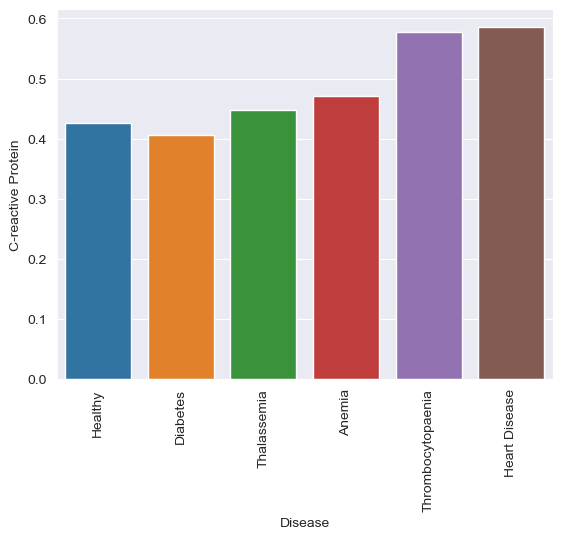 0.6
0.5
0.4
0.3
0.2
0.1
0.0
C-reactive Protein
Healthy
Diabetes
Thalassemia
Anemia
Thrombocytopaenia
Heart Disease
Disease